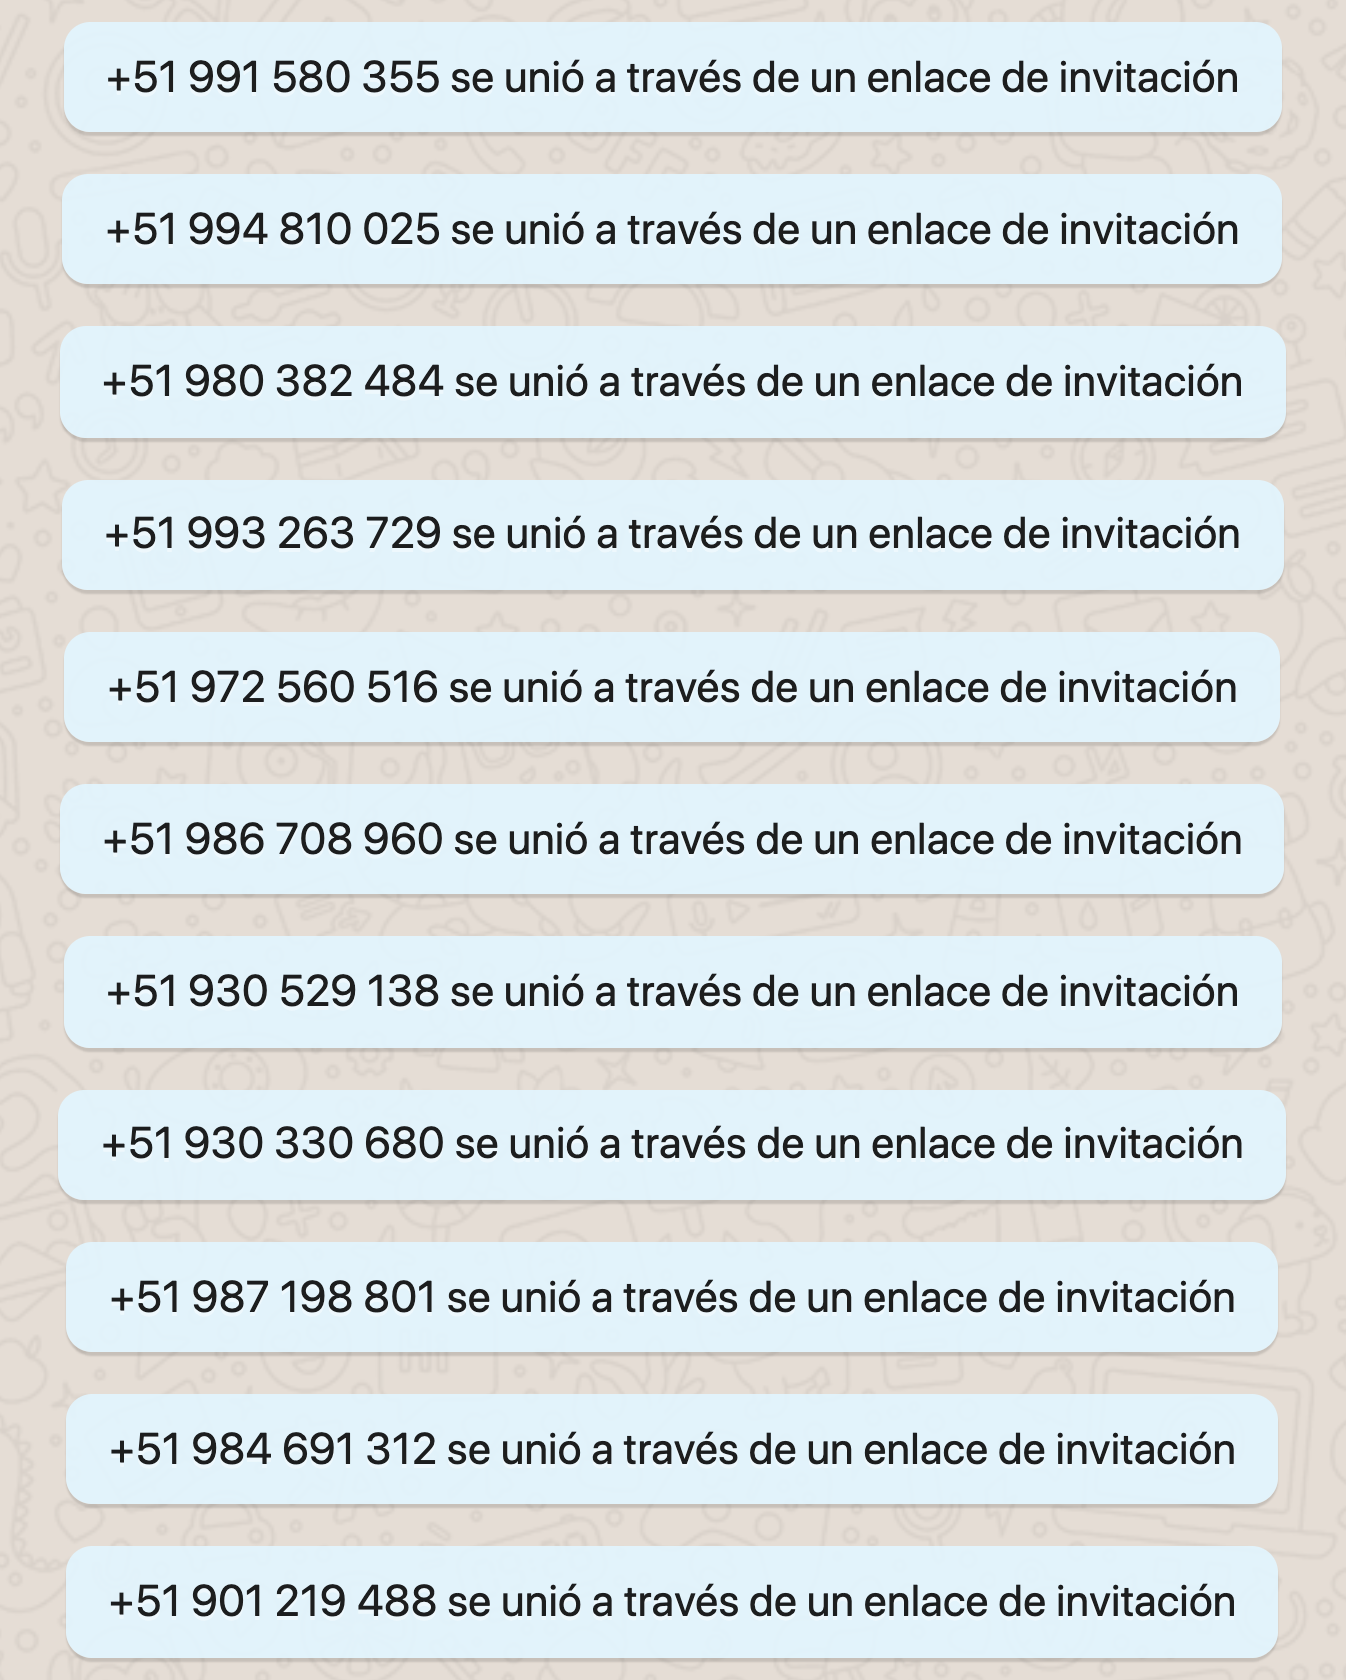 +51 991 580 355 se unió a través de un enlace de invitación
+51 994 810 025 se unió a través de un enlace de invitación
+51 980 382 484 se unió a través de un enlace de invitación
+51 993 263 729 se unió a través de un enlace de invitación
+51 972 560 516 se unió a través de un enlace de invitación
+51 986 708 960 se unió a través de un enlace de invitación
+51 930 529 138 se unió a través de un enlace de invitación
+51 930 330 680 se unió a través de un enlace de invitación
+51 987 198 801 se unió a través de un enlace de invitación
+51 984 691 312 se unió a través de un enlace de invitación
+51 901 219 488 se unió a través de un enlace de invitación